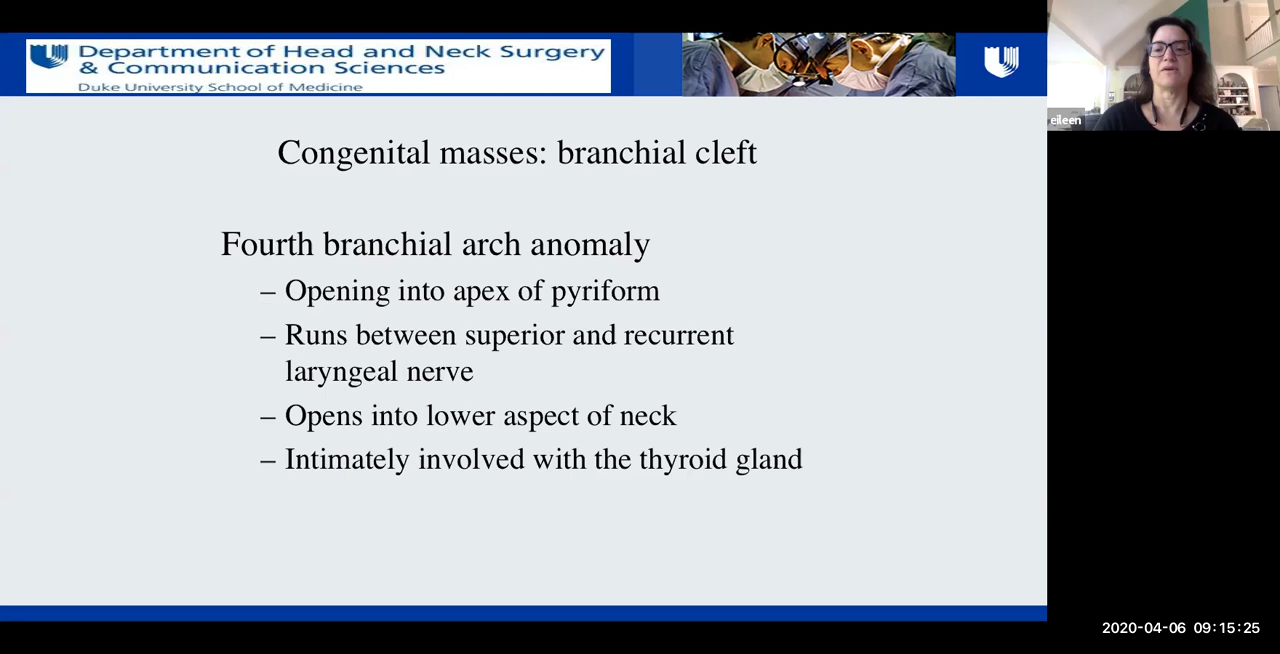 Department of Head and Neck Surgery
& Communication Sciences
Duke University School of Medicine
eileen
Congenital masses: branchial cleft
Fourth branchial arch anomaly
– Opening into apex of pyriform
– Runs between superior and recurrent
laryngeal nerve
– Opens into lower aspect of neck
– Intimately involved with the thyroid gland
2020-04-06 09:15:25